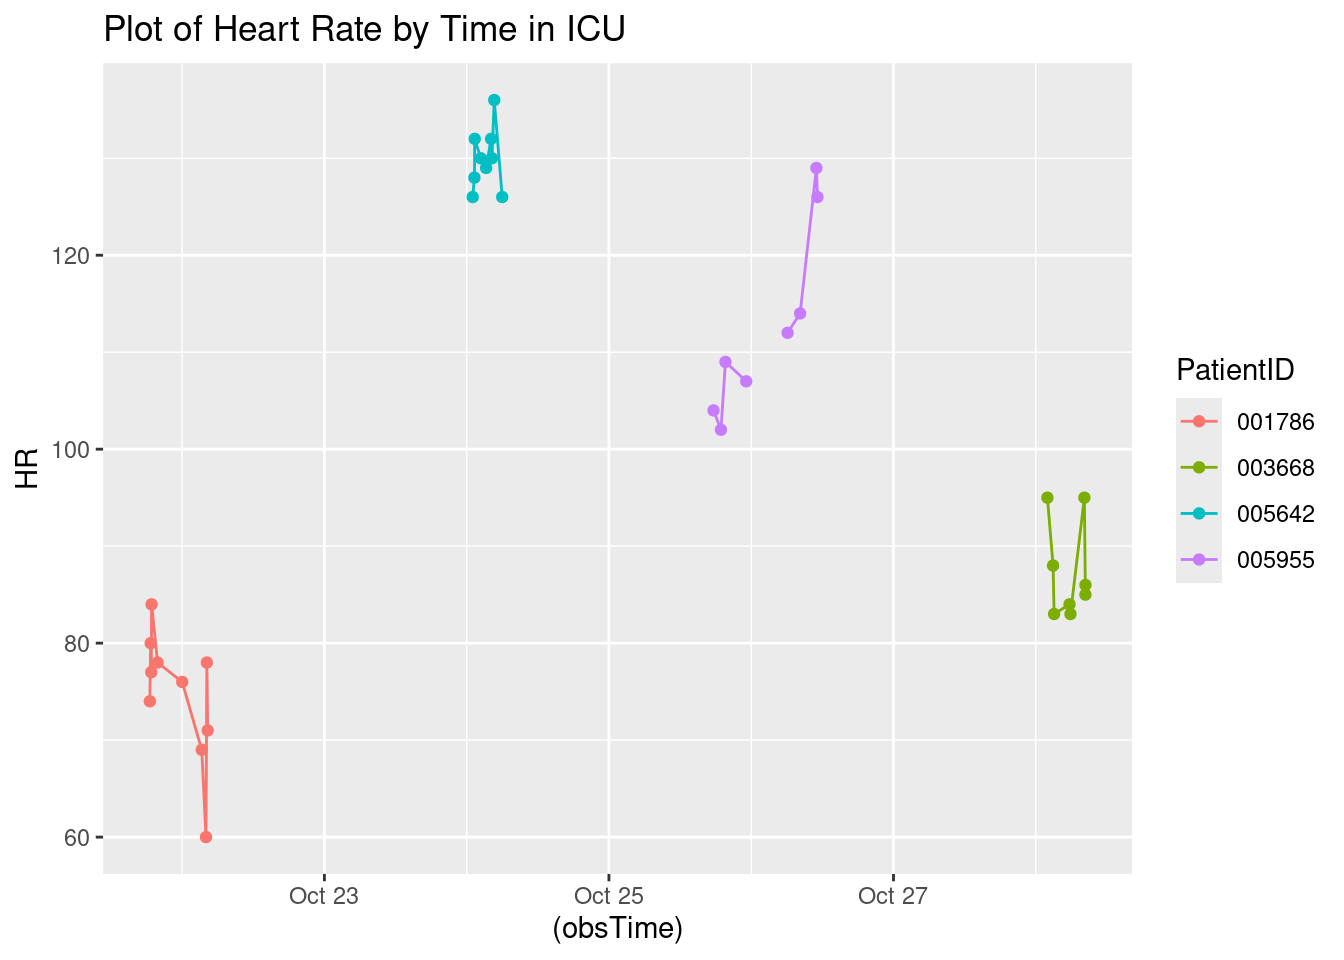 Plot of Heart Rate by Time in ICU
120
100
80
60
HR
Oct 23
Oct 25
Oct 27
(obsTime)
PatientID
001786
003668
005642
005955